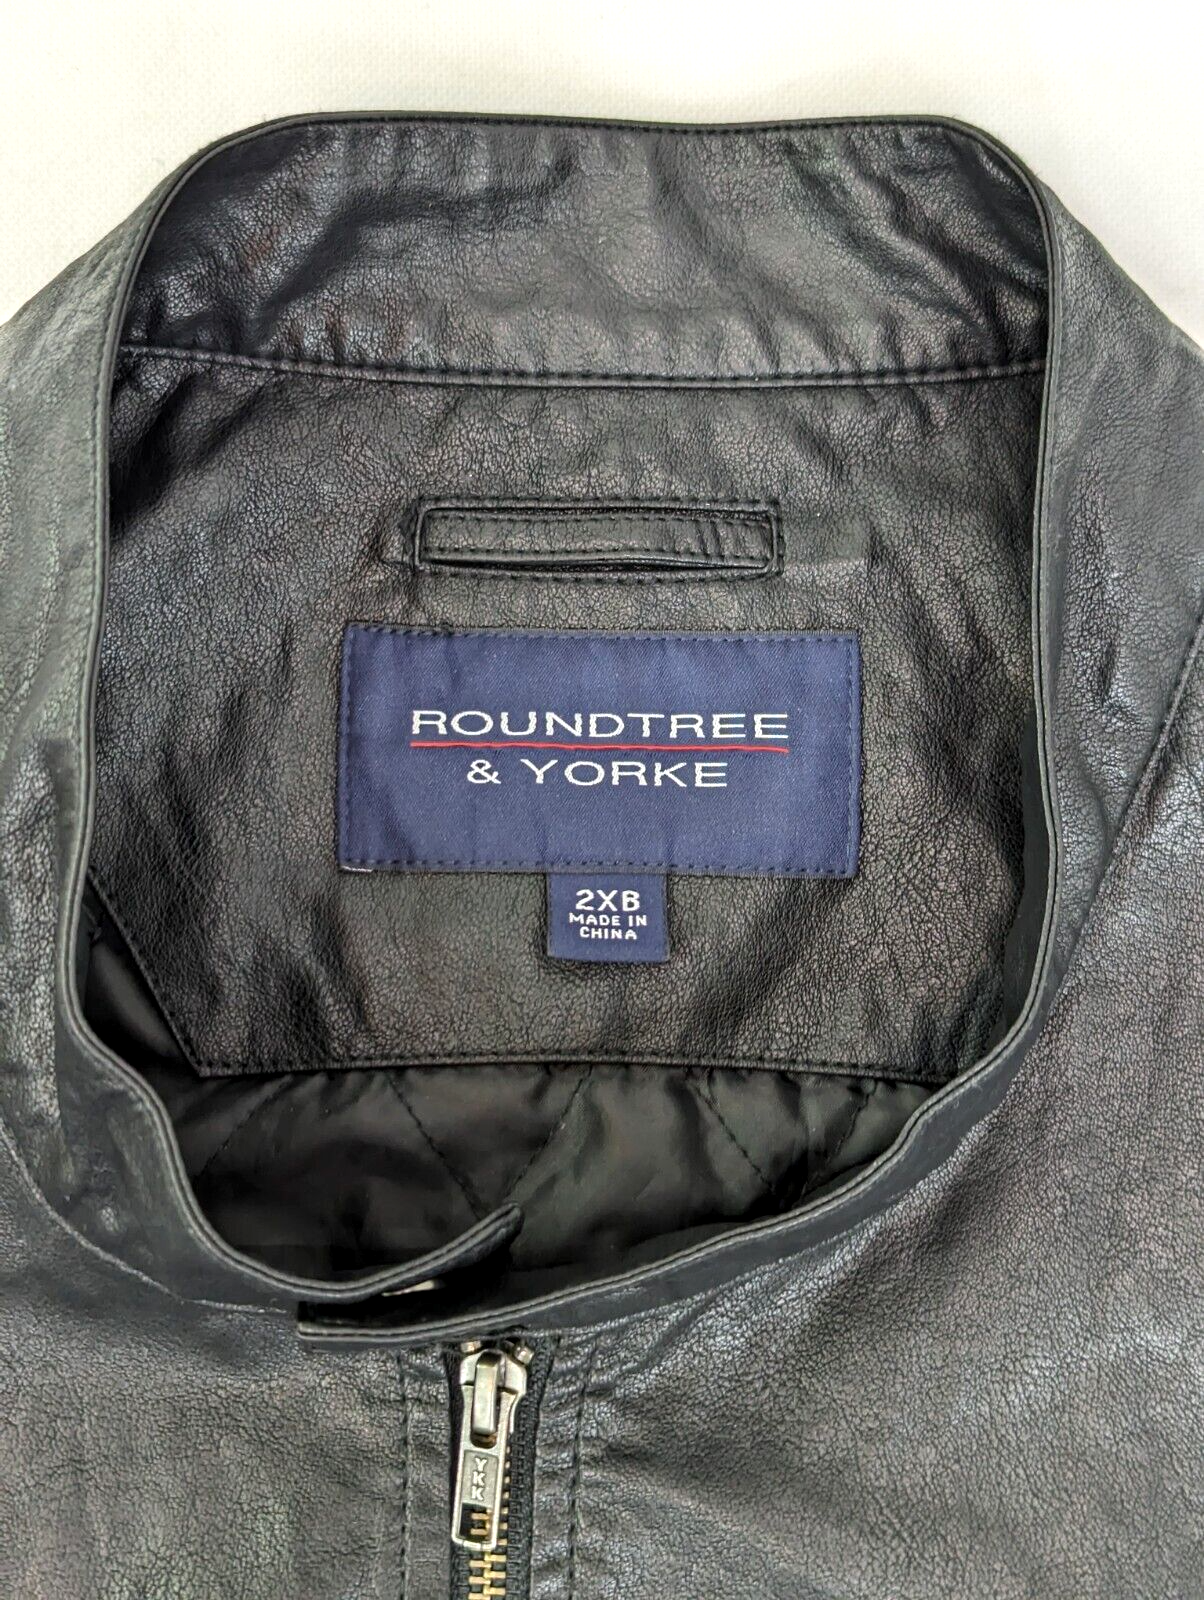 ROUNDTREE
& YORKE
2XB
MADE IN
CHINA
YKK